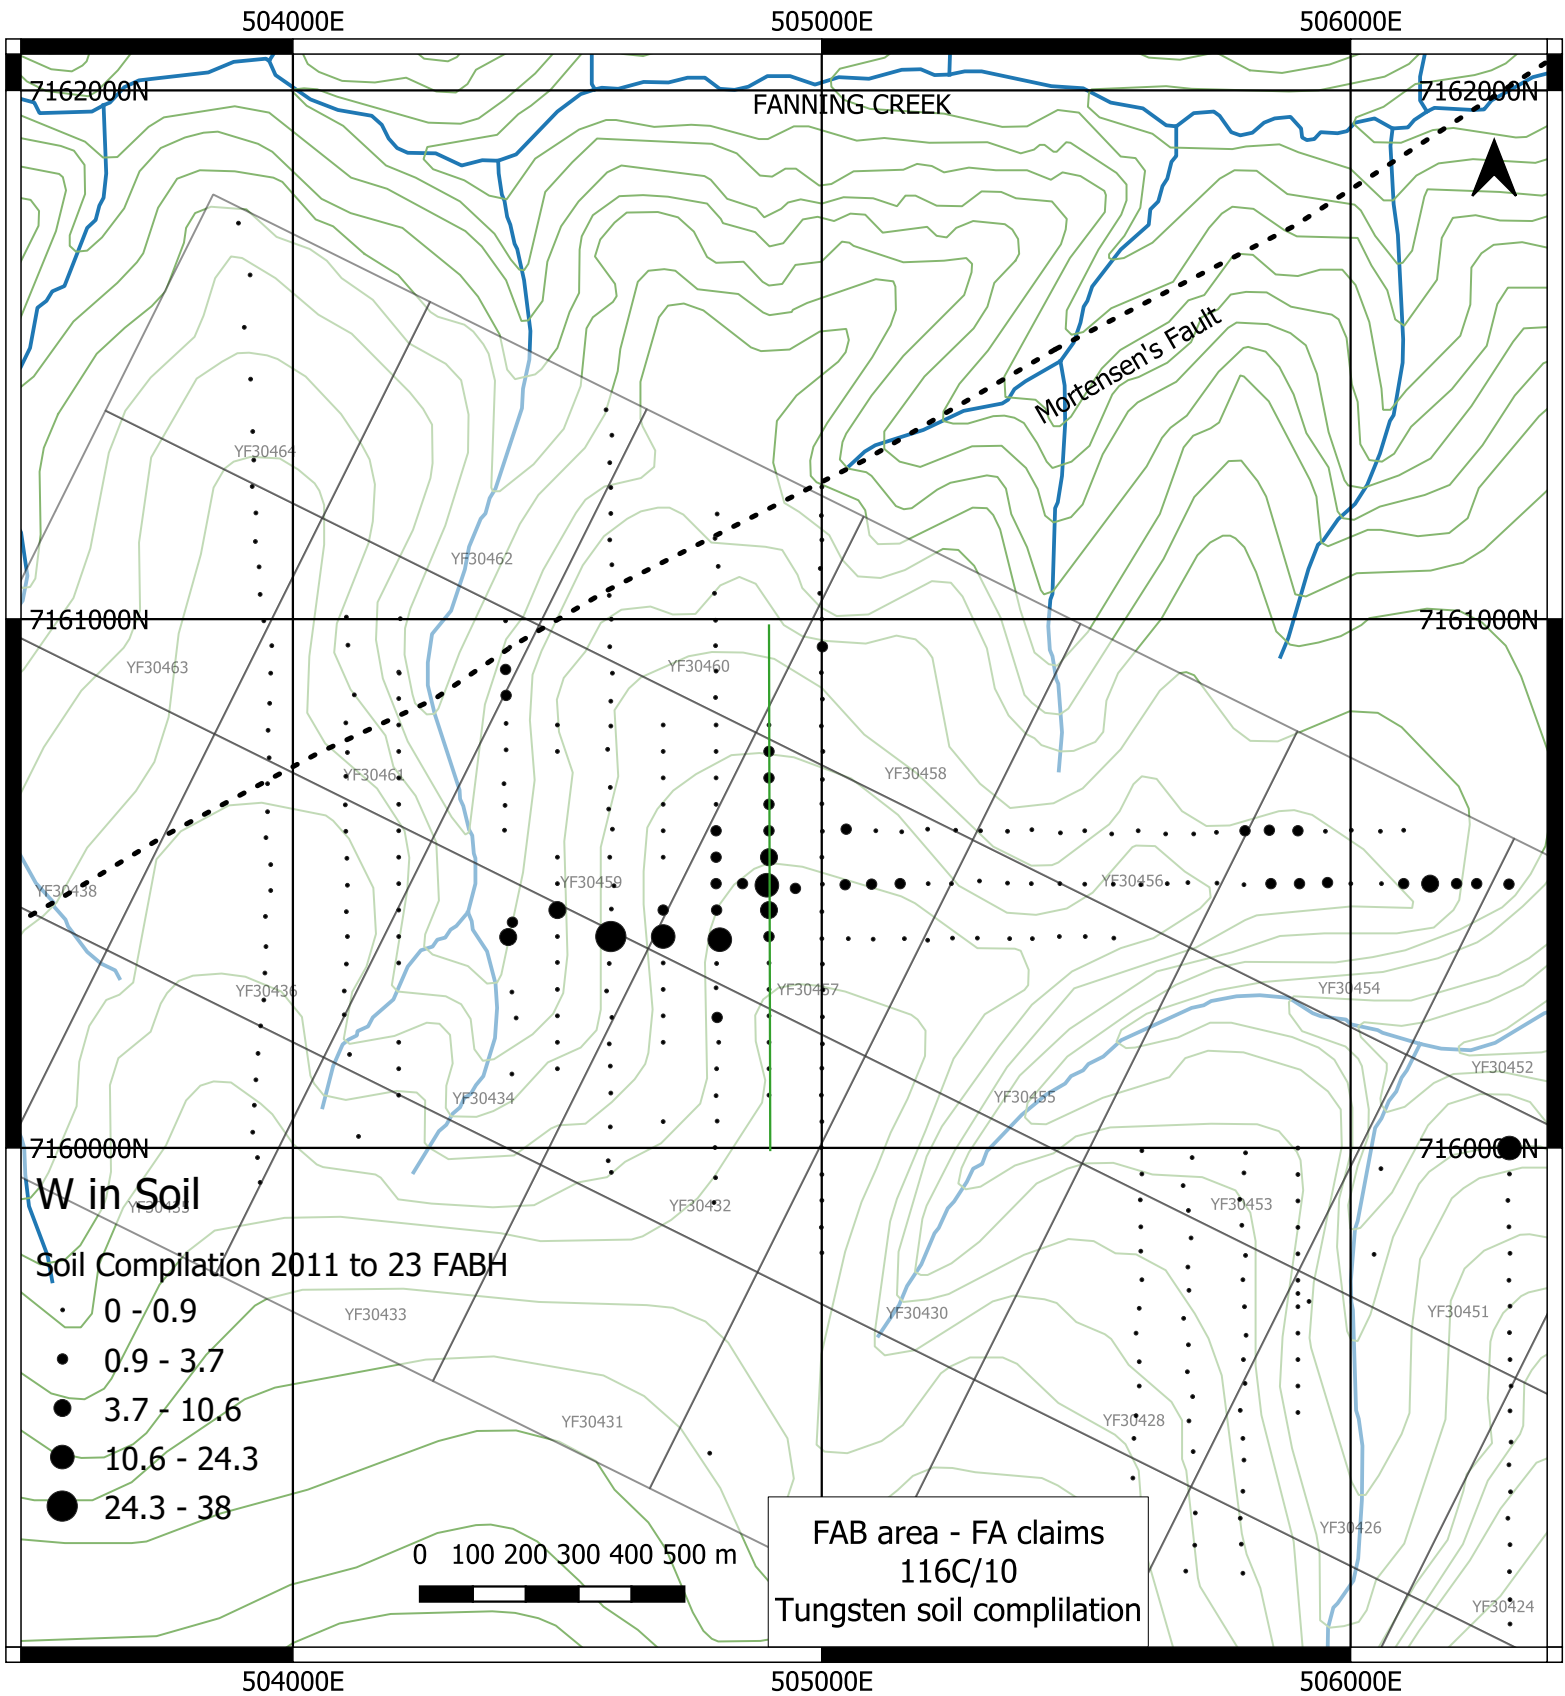 504000E
505000E
506000E
7162000N
7162000N
FANNING CREEK
Mortensen's Fault
YF30464
YF30462
7161000N
7161000N
YF30463
YF30460
YF30461
YF30458
YF30438
YF30459
YF30456
YF30436
YF30457
YF30454
YF30452
YF30434
YF30455
7160000N
7160000N
W in Soil
YF30435
YF30432
YF30453
Soil Compilation 2011 to 23 FABH
0 - 0.9
YF30433
YF30430
YF30451
0.9 - 3.7
3.7 - 10.6
YF30431
YF30428
10.6 - 24.3
24.3 - 38
YF30426
0 100 200 300 400 500 m
FAB area - FA claims
116C/10
Tungsten soil complilation
YF30424
504000E
505000E
506000E